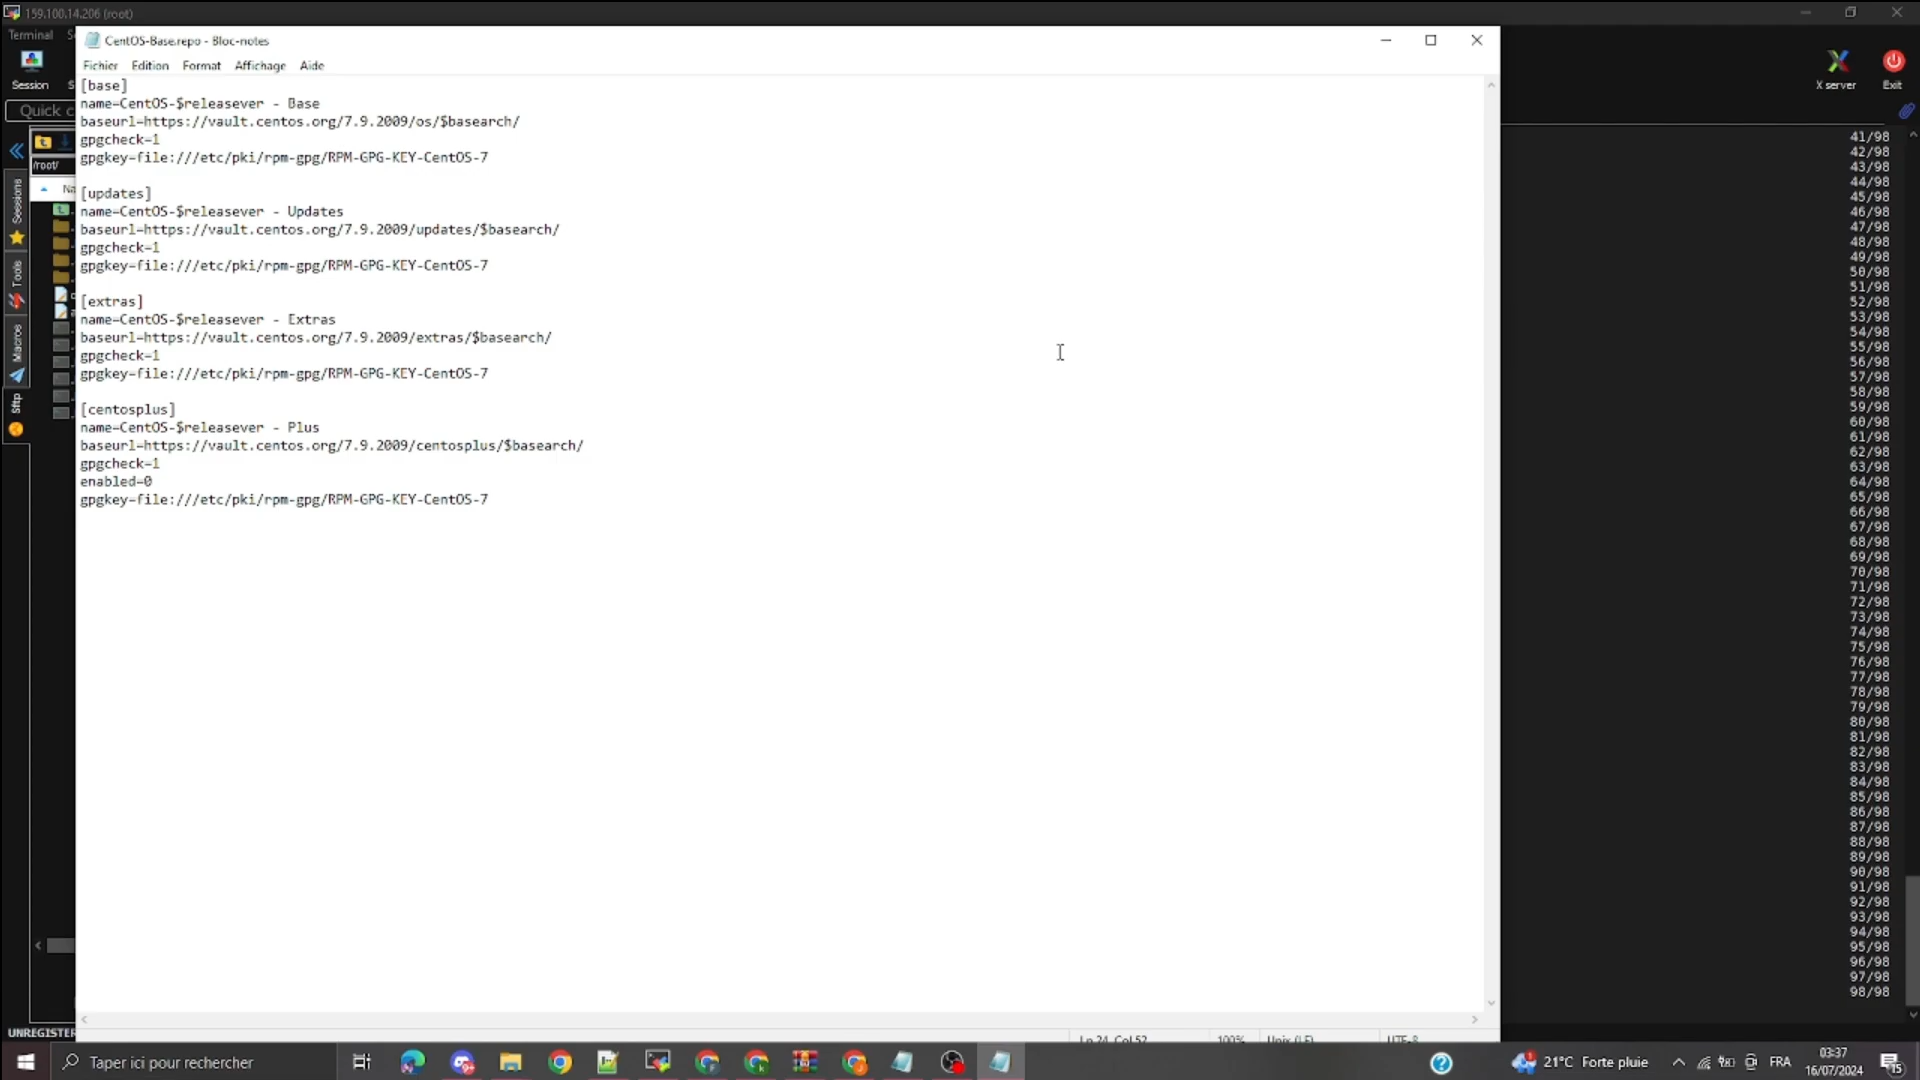 159.100.14.206 (root)
Terminal
CentOS-Base.repo - Bloc-notes
Fichier Edition Format Affichage Aide
Session
X server
Exit
Quick c
/root/
Sessions
Tools
Macros
Sftp
[base]
name=CentOS-$releasever - Base
baseurl=https://vault.centos.org/7.9.2009/os/$basearch/
gpgcheck=1
gpgkey=file:///etc/pki/rpm-gpg/RPM-GPG-KEY-CentOS-7
[updates]
name=CentOS-$releasever - Updates
baseurl=https://vault.centos.org/7.9.2009/updates/$basearch/
gpgcheck=1
gpgkey=file:///etc/pki/rpm-gpg/RPM-GPG-KEY-CentOS-7
[extras]
name=CentOS-$releasever - Extras
baseurl=https://vault.centos.org/7.9.2009/extras/$basearch/
gpgcheck=1
gpgkey=file:///etc/pki/rpm-gpg/RPM-GPG-KEY-CentOS-7
[centosplus]
name=CentOS-$releasever - Plus
baseurl=https://vault.centos.org/7.9.2009/centosplus/$basearch/
gpgcheck=1
enabled=0
gpgkey=file:///etc/pki/rpm-gpg/RPM-GPG-KEY-CentOS-7
41/98
42/98
43/98
44/98
45/98
46/98
47/98
48/98
49/98
50/98
51/98
52/98
53/98
54/98
55/98
56/98
57/98
58/98
59/98
60/98
61/98
62/98
63/98
64/98
65/98
66/98
67/98
68/98
69/98
70/98
71/98
72/98
73/98
74/98
75/98
76/98
77/98
78/98
79/98
80/98
81/98
82/98
83/98
84/98
85/98
86/98
87/98
88/98
89/98
90/98
91/98
92/98
93/98
94/98
95/98
96/98
97/98
98/98
UNREGISTER
Ln 24, Col 52 100% Unix (LF) UTF-8
Taper ici pour rechercher
21°C Forte pluie
FRA
03:37
16/07/2024
15